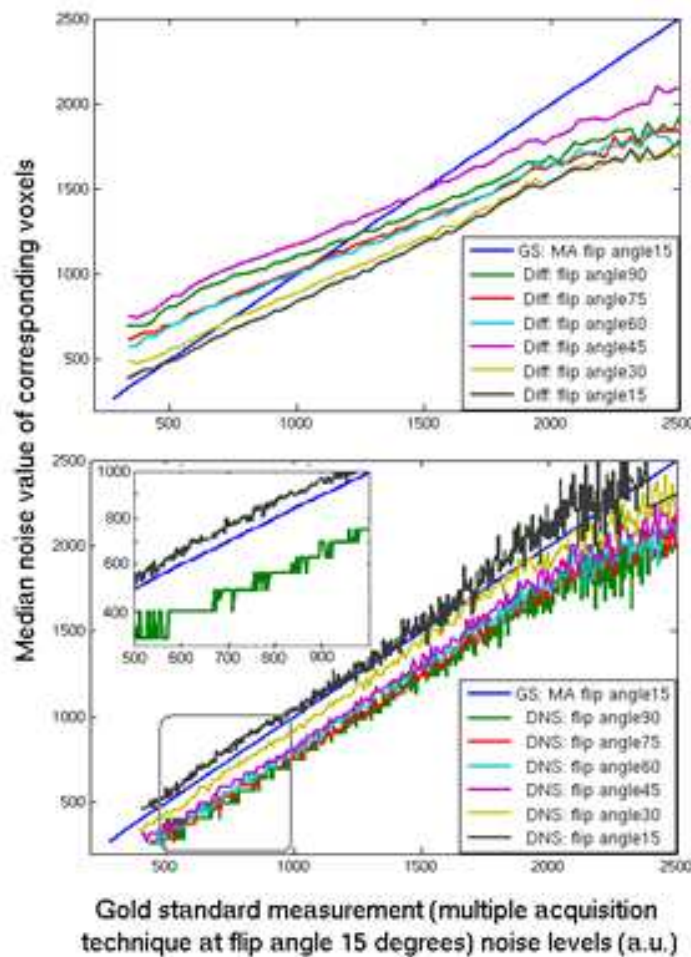 Median noise value of corresponding voxels
2500
2000
1500
1000
500
GS: MA flip angle15
Diff: flip angle90
Diff: flip angle75
Diff: flip angle60
Diff: flip angle45
Diff: flip angle30
Diff: flip angle15
500 1000 1500 2000 2500
2500
2000
1500
1000
500
1000
800
600
400
500 600 700 800 900
GS: MA flip angle15
DNS: flip angle90
DNS: flip angle75
DNS: flip angle60
DNS: flip angle45
DNS: flip angle30
DNS: flip angle15
500 1000 1500 2000 2500
Gold standard measurement (multiple acquisition
technique at flip angle 15 degrees) noise levels (a.u.)